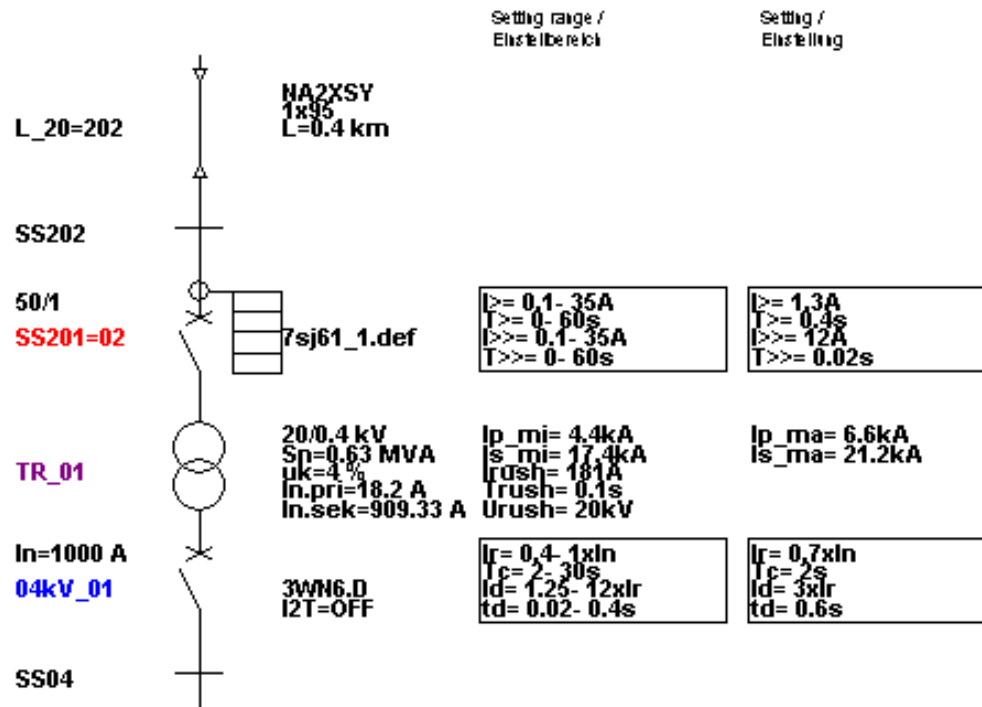 Setting range /
Einstellbereich
Setting /
Einstellung
L_20=202
NA2XSY
1x95
L=0.4 km
SS202
50/1
SS201=02
7sj61_1.def
I>= 0.1- 35A
T>= 0- 60s
I>>= 0.1- 35A
T>>= 0- 60s
I>= 1.3A
T>= 0.4s
I>>= 12A
T>>= 0.02s
TR_01
20/0.4 kV
Sn=0.63 MVA
uk=4 %
In.pri=18.2 A
In.sek=909.33 A
Ip_mi= 4.4kA
Is_mi= 17.4kA
Irush= 181A
Trush= 0.1s
Urush= 20kV
Ip_ma= 6.6kA
Is_ma= 21.2kA
In=1000 A
04kV_01
3WN6.D
I2T=OFF
Ir= 0,4- 1xIn
Tc= 2- 30s
Id= 1.25- 12xIr
td= 0.02- 0.4s
Ir= 0,7xIn
Tc= 2s
Id= 3xIr
td= 0.6s
SS04